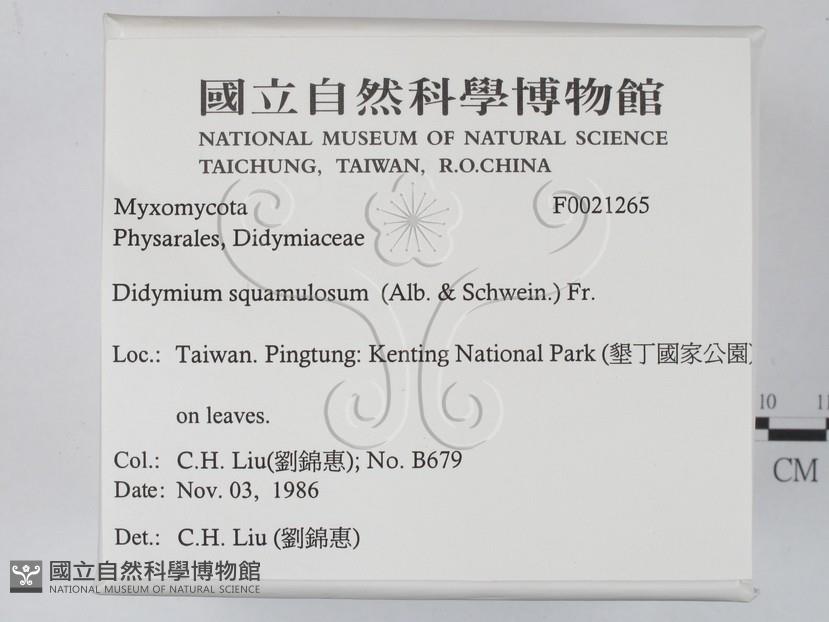 國立自然科學博物館
NATIONAL MUSEUM OF NATURAL SCIENCE
TAICHUNG, TAIWAN, R.O.CHINA
Myxomycota F0021265
Physarales, Didymiaceae
Didymium squamulosum (Alb. & Schwein.) Fr.
Loc.: Taiwan. Pingtung: Kenting National Park (墾丁國家公園)
on leaves.
10 11
CM
Col.: C.H. Liu(劉錦惠); No. B679
Date: Nov. 03, 1986
Det.: C.H. Liu (劉錦惠)
國立自然科學博物館
NATIONAL MUSEUM OF NATURAL SCIENCE